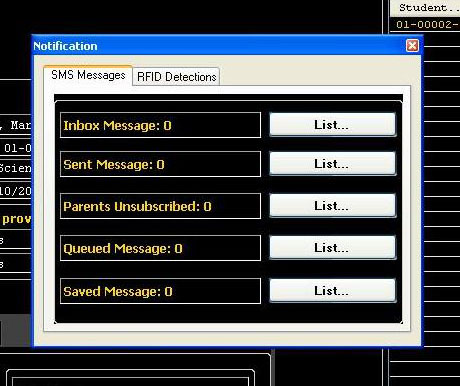 Student..
01-00002-
Notification
SMS Messages
RFID Detections
Inbox Message: 0
List...
Sent Message: 0
List...
Parents Unsubscribed: 0
List...
Queued Message: 0
List...
Saved Message: 0
List...
, Mar
01-0
Scien
10/20
prov
s
s